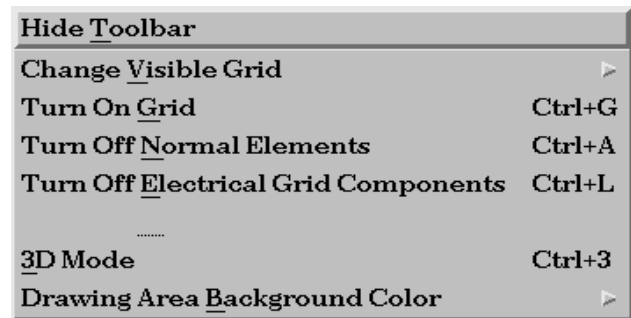 Hide Toolbar
Change Visible Grid
Turn On Grid Ctrl+G
Turn Off Normal Elements Ctrl+A
Turn Off Electrical Grid Components Ctrl+L
........
3D Mode Ctrl+3
Drawing Area Background Color